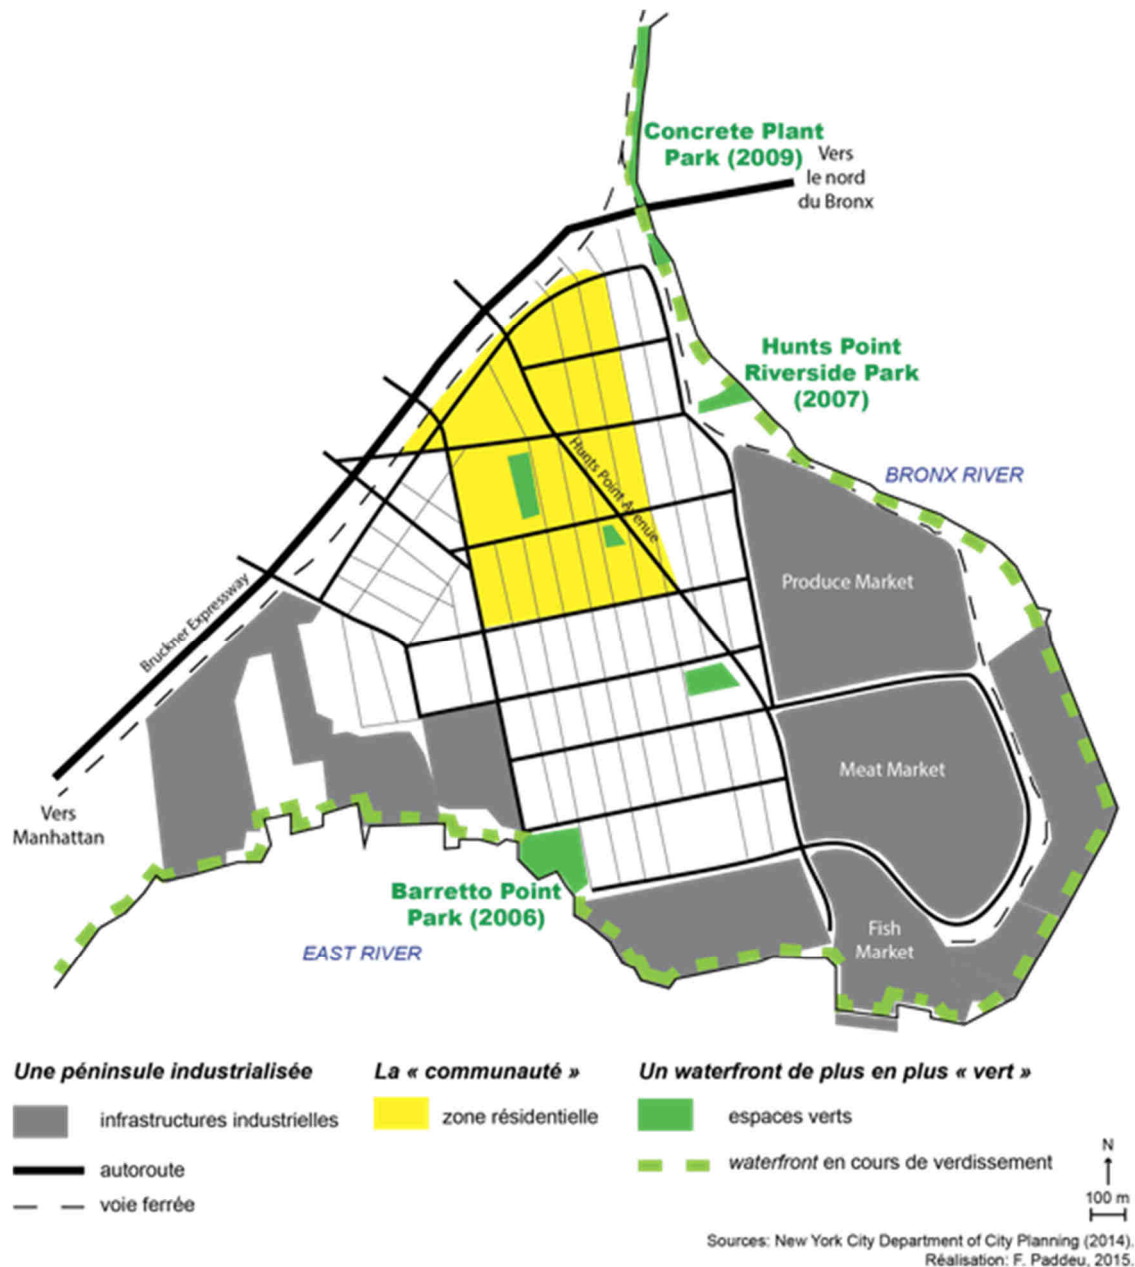 Concrete Plant
Park (2009)
Vers
le nord
du Bronx
Hunts Point
Riverside Park
(2007)
BRONX RIVER
Hunts Point Avenue
Bruckner Expressway
Produce Market
Meat Market
Vers
Manhattan
Barretto Point
Park (2006)
Fish
Market
EAST RIVER
Une péninsule industrialisée
infrastructures industrielles
autoroute
voie ferrée
La « communauté »
zone résidentielle
Un waterfront de plus en plus « vert »
espaces verts
waterfront en cours de verdissement
N
100 m
Sources: New York City Department of City Planning (2014).
Réalisation: F. Paddeu, 2015.